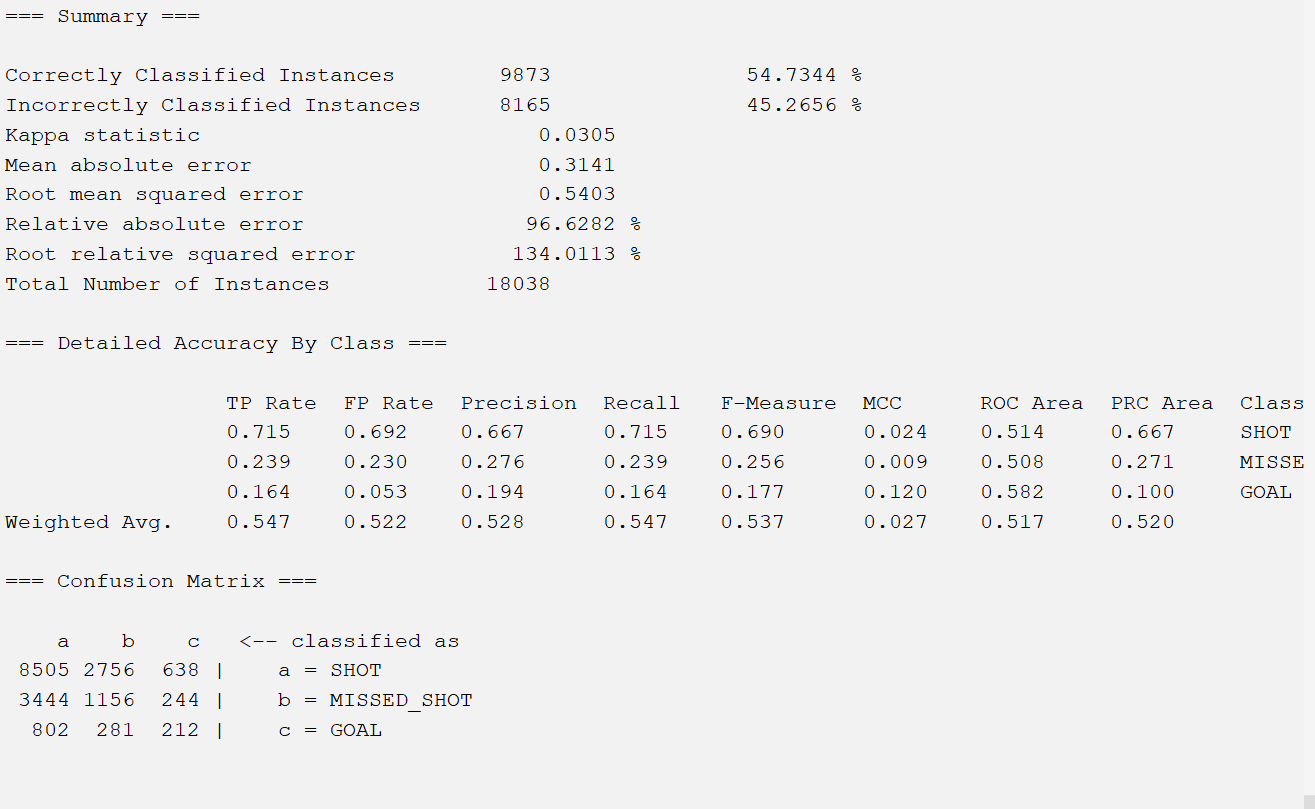 === Summary ===
Correctly Classified Instances 9873 54.7344 %
Incorrectly Classified Instances 8165 45.2656 %
Kappa statistic 0.0305
Mean absolute error 0.3141
Root mean squared error 0.5403
Relative absolute error 96.6282 %
Root relative squared error 134.0113 %
Total Number of Instances 18038
=== Detailed Accuracy By Class ===
TP Rate FP Rate Precision Recall F-Measure MCC ROC Area PRC Area Class
0.715 0.692 0.667 0.715 0.690 0.024 0.514 0.667 SHOT
0.239 0.230 0.276 0.239 0.256 0.009 0.508 0.271 MISSE
0.164 0.053 0.194 0.164 0.177 0.120 0.582 0.100 GOAL
Weighted Avg. 0.547 0.522 0.528 0.547 0.537 0.027 0.517 0.520
=== Confusion Matrix ===
a b c <-- classified as
8505 2756 638 | a = SHOT
3444 1156 244 | b = MISSED_SHOT
802 281 212 | c = GOAL